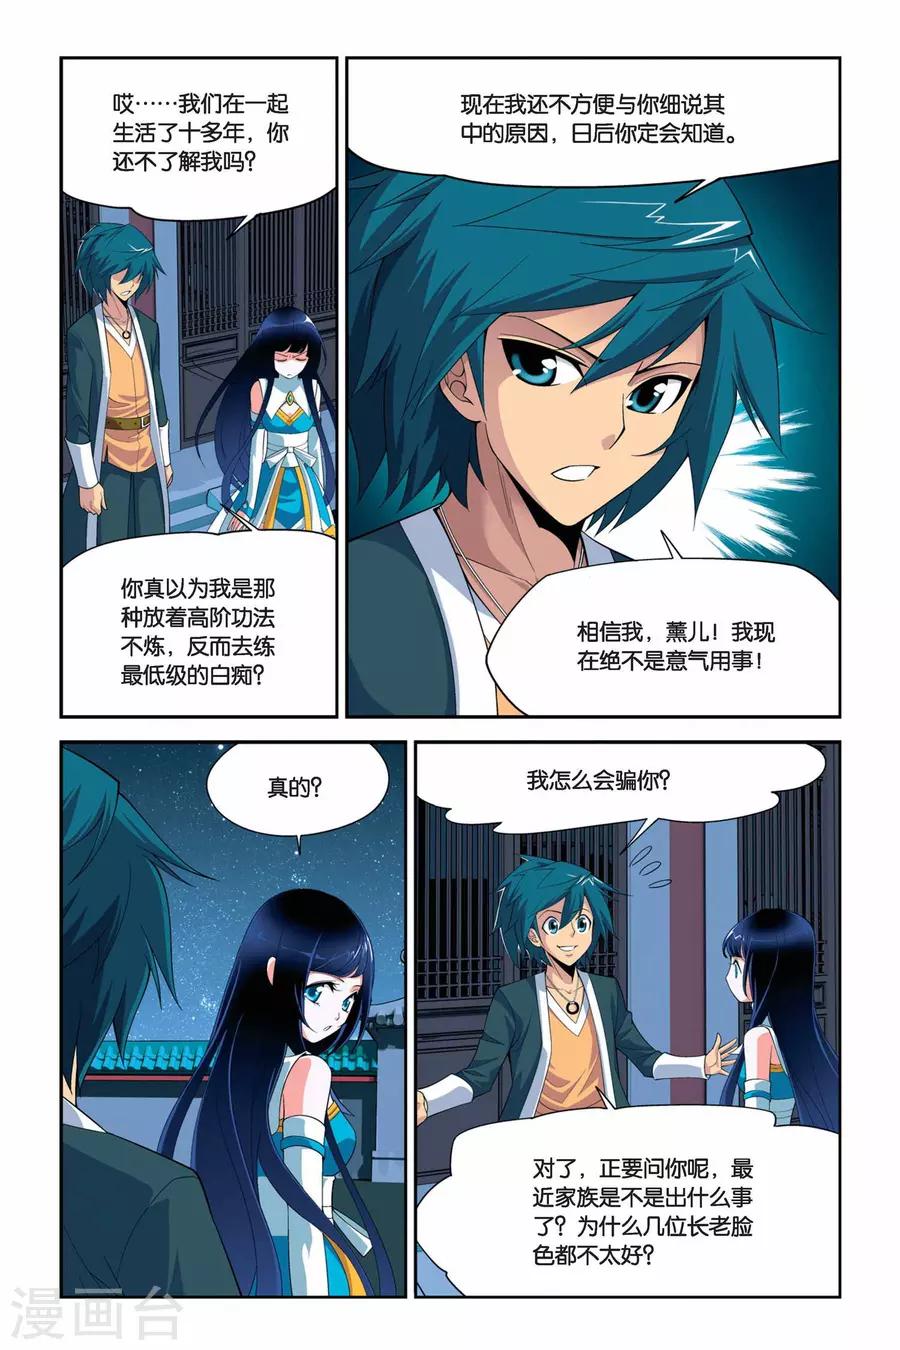 哎……我们在一起
生活了十多年，你
还不了解我吗？
你真以为我是那
种放着高阶功法
不炼，反而去练
最低级的白痴？
现在我还不方便与你细说其
中的原因，日后你定会知道。
相信我，薰儿！我现
在绝不是意气用事！
真的？
我怎么会骗你？
对了，正要问你呢，最
近家族是不是出什么事
了？为什么几位长老脸
色都不太好？
漫画台